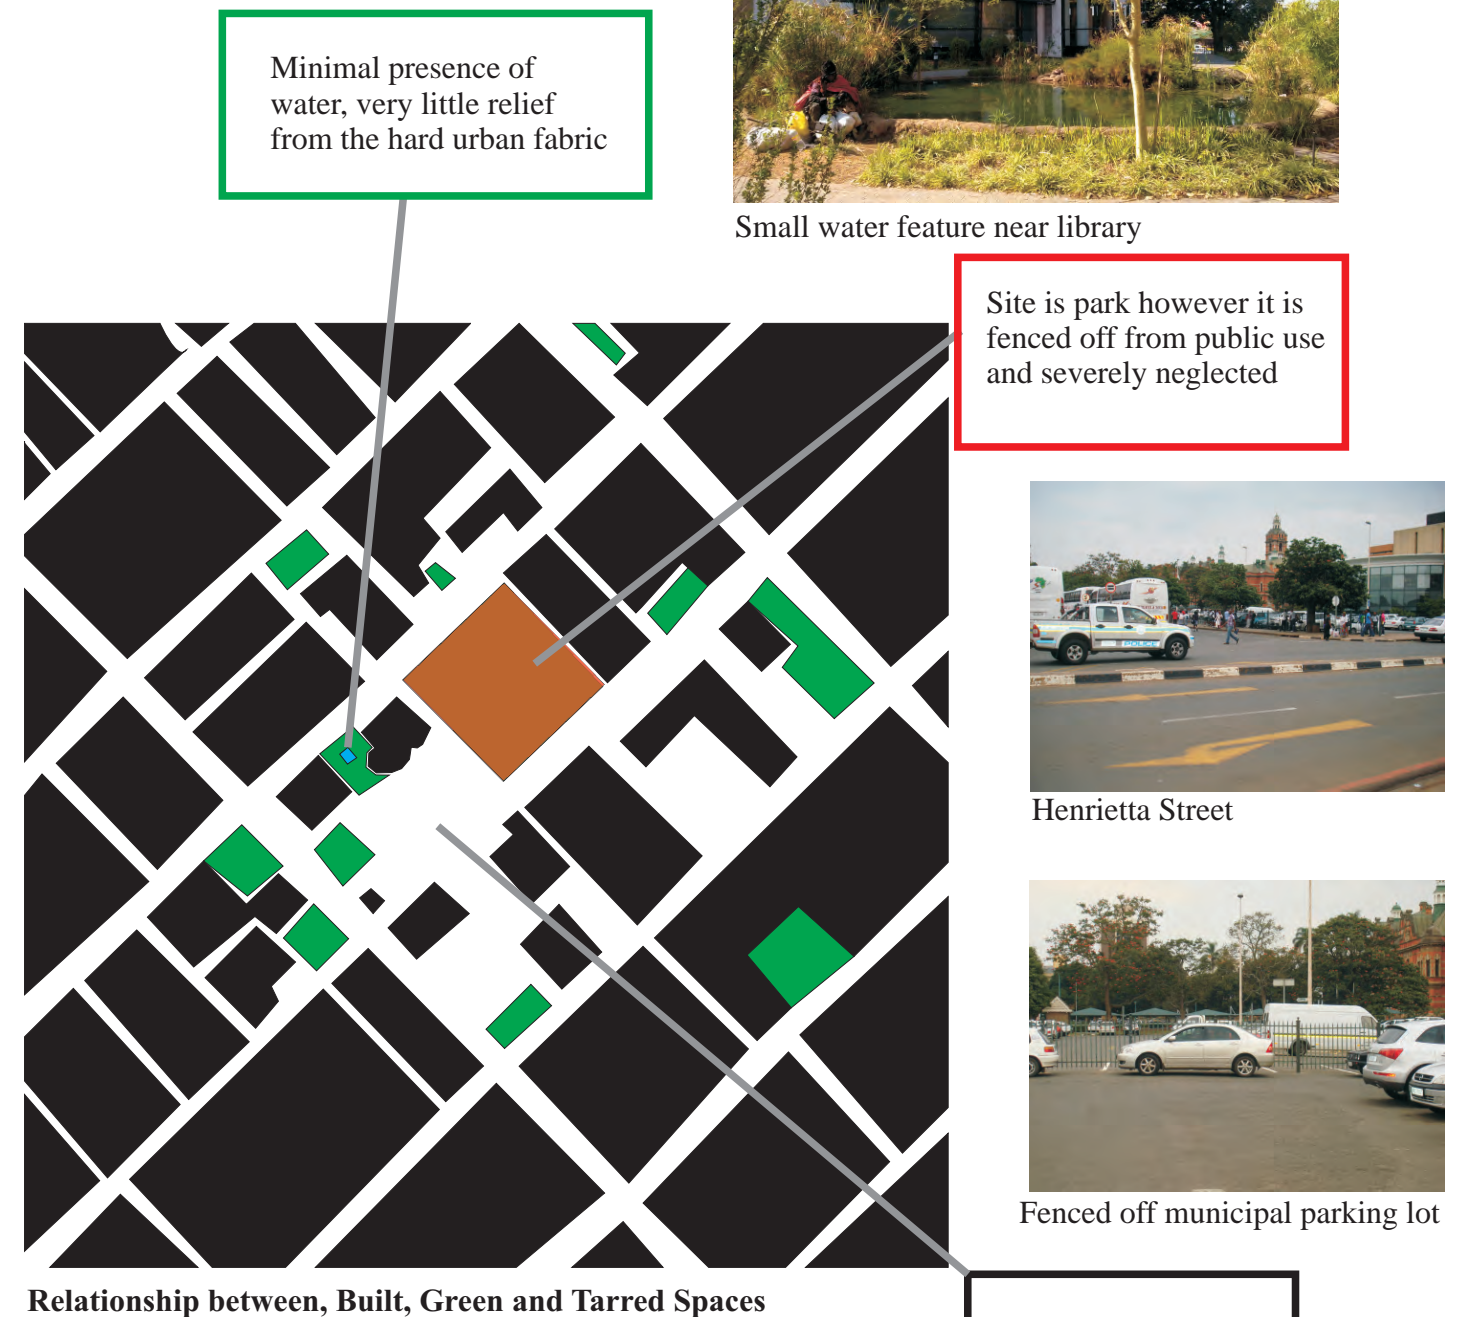 Minimal presence of
water, very little relief
from the hard urban fabric
Small water feature near library
Site is park however it is
fenced off from public use
and severely neglected
POLICE
Henrietta Street
Fenced off municipal parking lot
Relationship between, Built, Green and Tarred Spaces